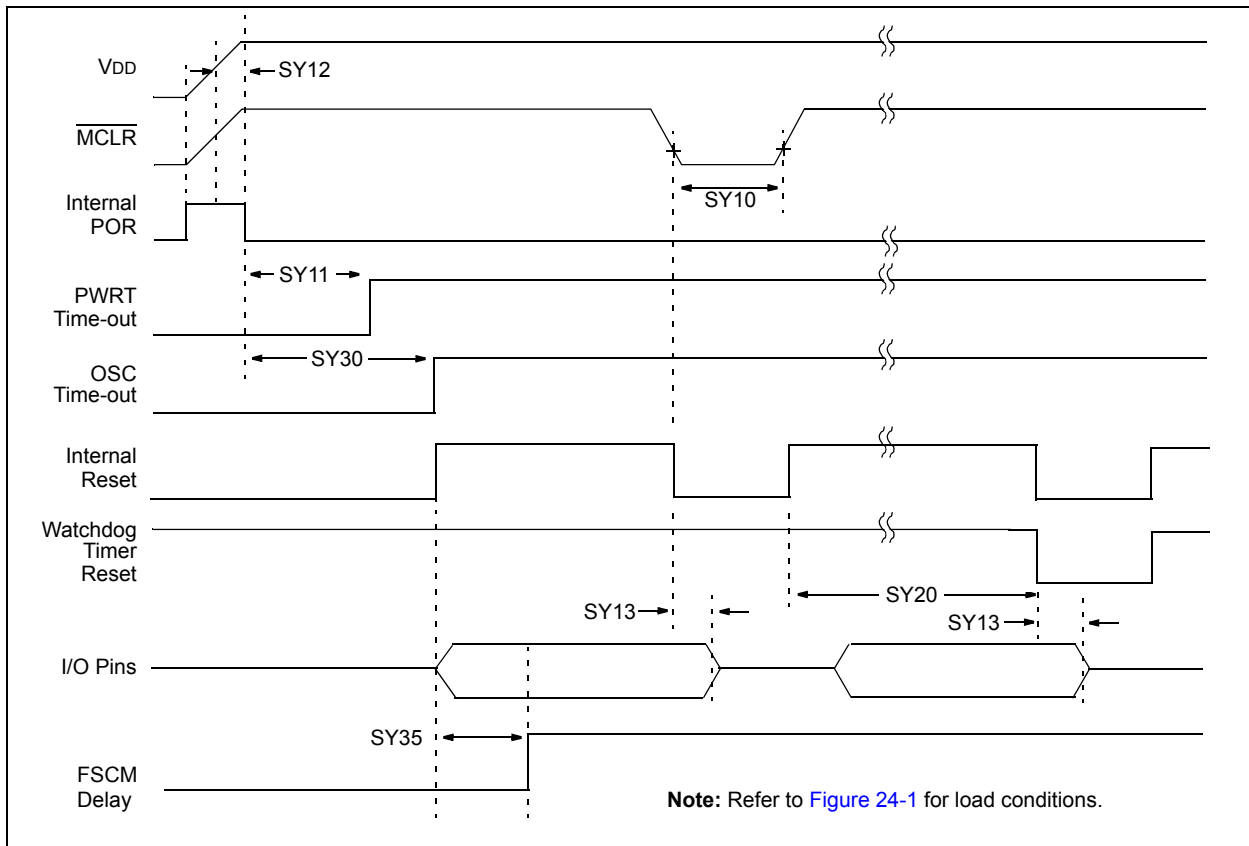 VDD
SY12
MCLR
SY10
Internal
POR
SY11
PWRT
Time-out
SY30
OSC
Time-out
Internal
Reset
Watchdog
Timer
Reset
SY20
SY13
SY13
I/O Pins
SY35
FSCM
Delay
Note: Refer to Figure 24-1 for load conditions.